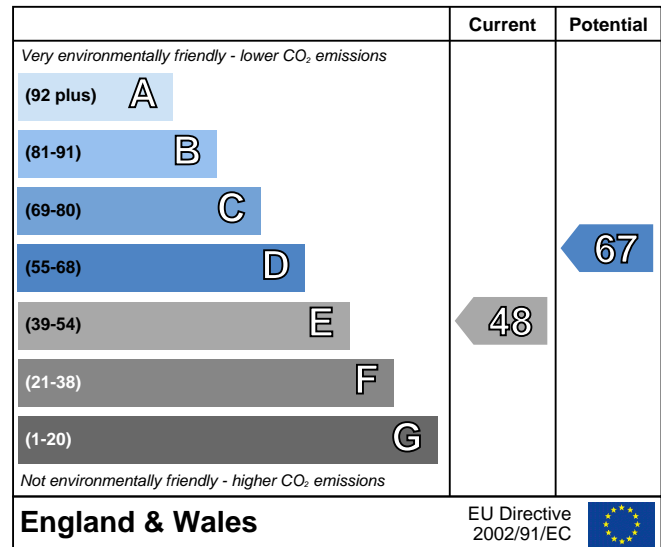 Current Potential
Very environmentally friendly - lower CO₂ emissions
(92 plus) A
(81-91) B
(69-80) C
(55-68) D
(39-54) E
(21-38) F
(1-20) G
48
67
Not environmentally friendly - higher CO₂ emissions
England & Wales
EU Directive
2002/91/EC